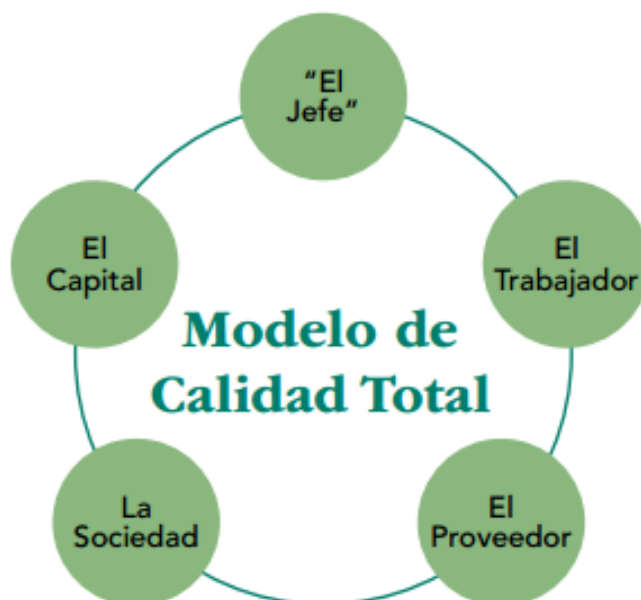 “El
Jefe”
El
Capital
El
Trabajador
Modelo de
Calidad Total
La
Sociedad
El
Proveedor